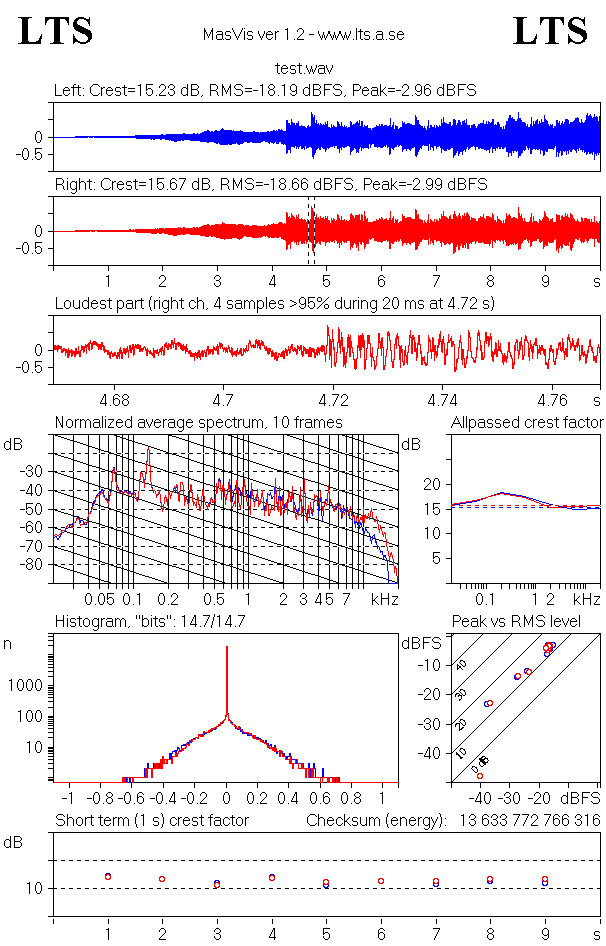 LTS MasVis ver 1.2 - www.lts.a.se LTS
test.wav
Left: Crest=15.23 dB, RMS=-18.19 dBFS, Peak=-2.96 dBFS
0
-0.5
Right: Crest=15.67 dB, RMS=-18.66 dBFS, Peak=-2.99 dBFS
0
-0.5
1 2 3 4 5 6 7 8 9 s
Loudest part (right ch, 4 samples >95% during 20 ms at 4.72 s)
0
-0.5
4.68 4.7 4.72 4.74 4.76 s
Normalized average spectrum, 10 frames
dB
-30
-40
-50
-60
-70
-80
0.05 0.1 0.2 0.5 1 2 3 4 5 7 kHz
Allpassed crest factor
dB
20
15
10
5
0.1 1 2 kHz
Histogram, "bits": 14.7/14.7
n
1000
100
10
-1 -0.8 -0.6 -0.4 -0.2 0 0.2 0.4 0.6 0.8 1
Peak vs RMS level
dBFS
-10
-20
-30
-40
40
30
20
10
0 dB
-40 -30 -20 dBFS
Short term (1 s) crest factor Checksum (energy): 13 633 772 766 316
dB
10
1 2 3 4 5 6 7 8 9 s